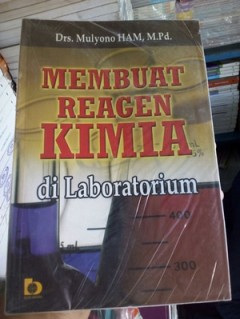 Drs. Mulyono HAM, M.Pd.
MEMBUAT
REAGEN
KIMIA
di Laboratorium
400
300